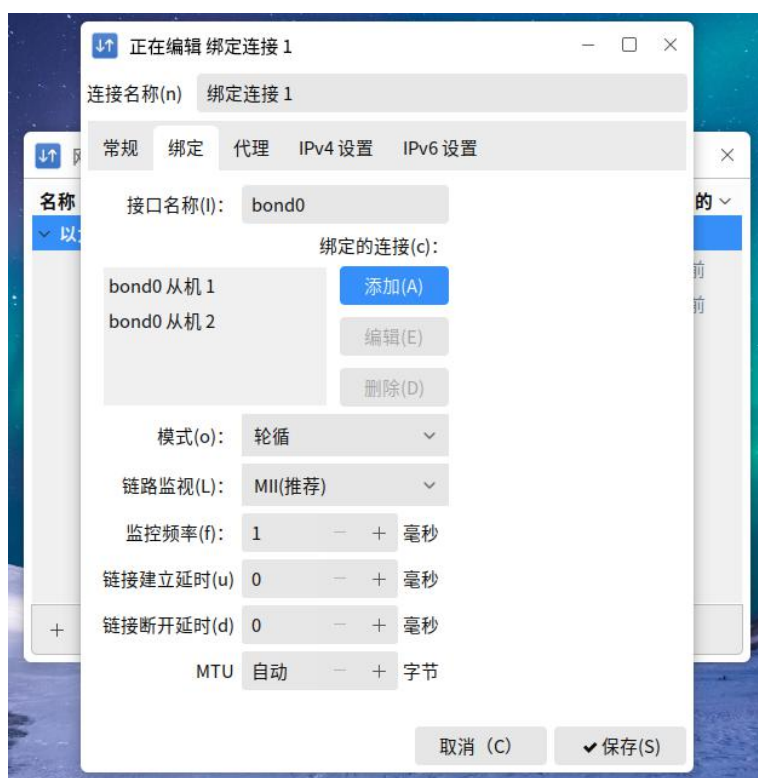 正在编辑 绑定连接 1
连接名称(n) 绑定连接 1
常规 绑定 代理 IPv4 设置 IPv6 设置
名称
的
以
前
前
接口名称(I): bond0
绑定的连接(c):
bond0 从机 1
bond0 从机 2
添加(A)
编辑(E)
删除(D)
模式(o): 轮循
链路监视(L): MII(推荐)
监控频率(f): 1 − + 毫秒
链接建立延时(u) 0 − + 毫秒
链接断开延时(d) 0 − + 毫秒
MTU 自动 − + 字节
+
取消（C） ✔保存(S)